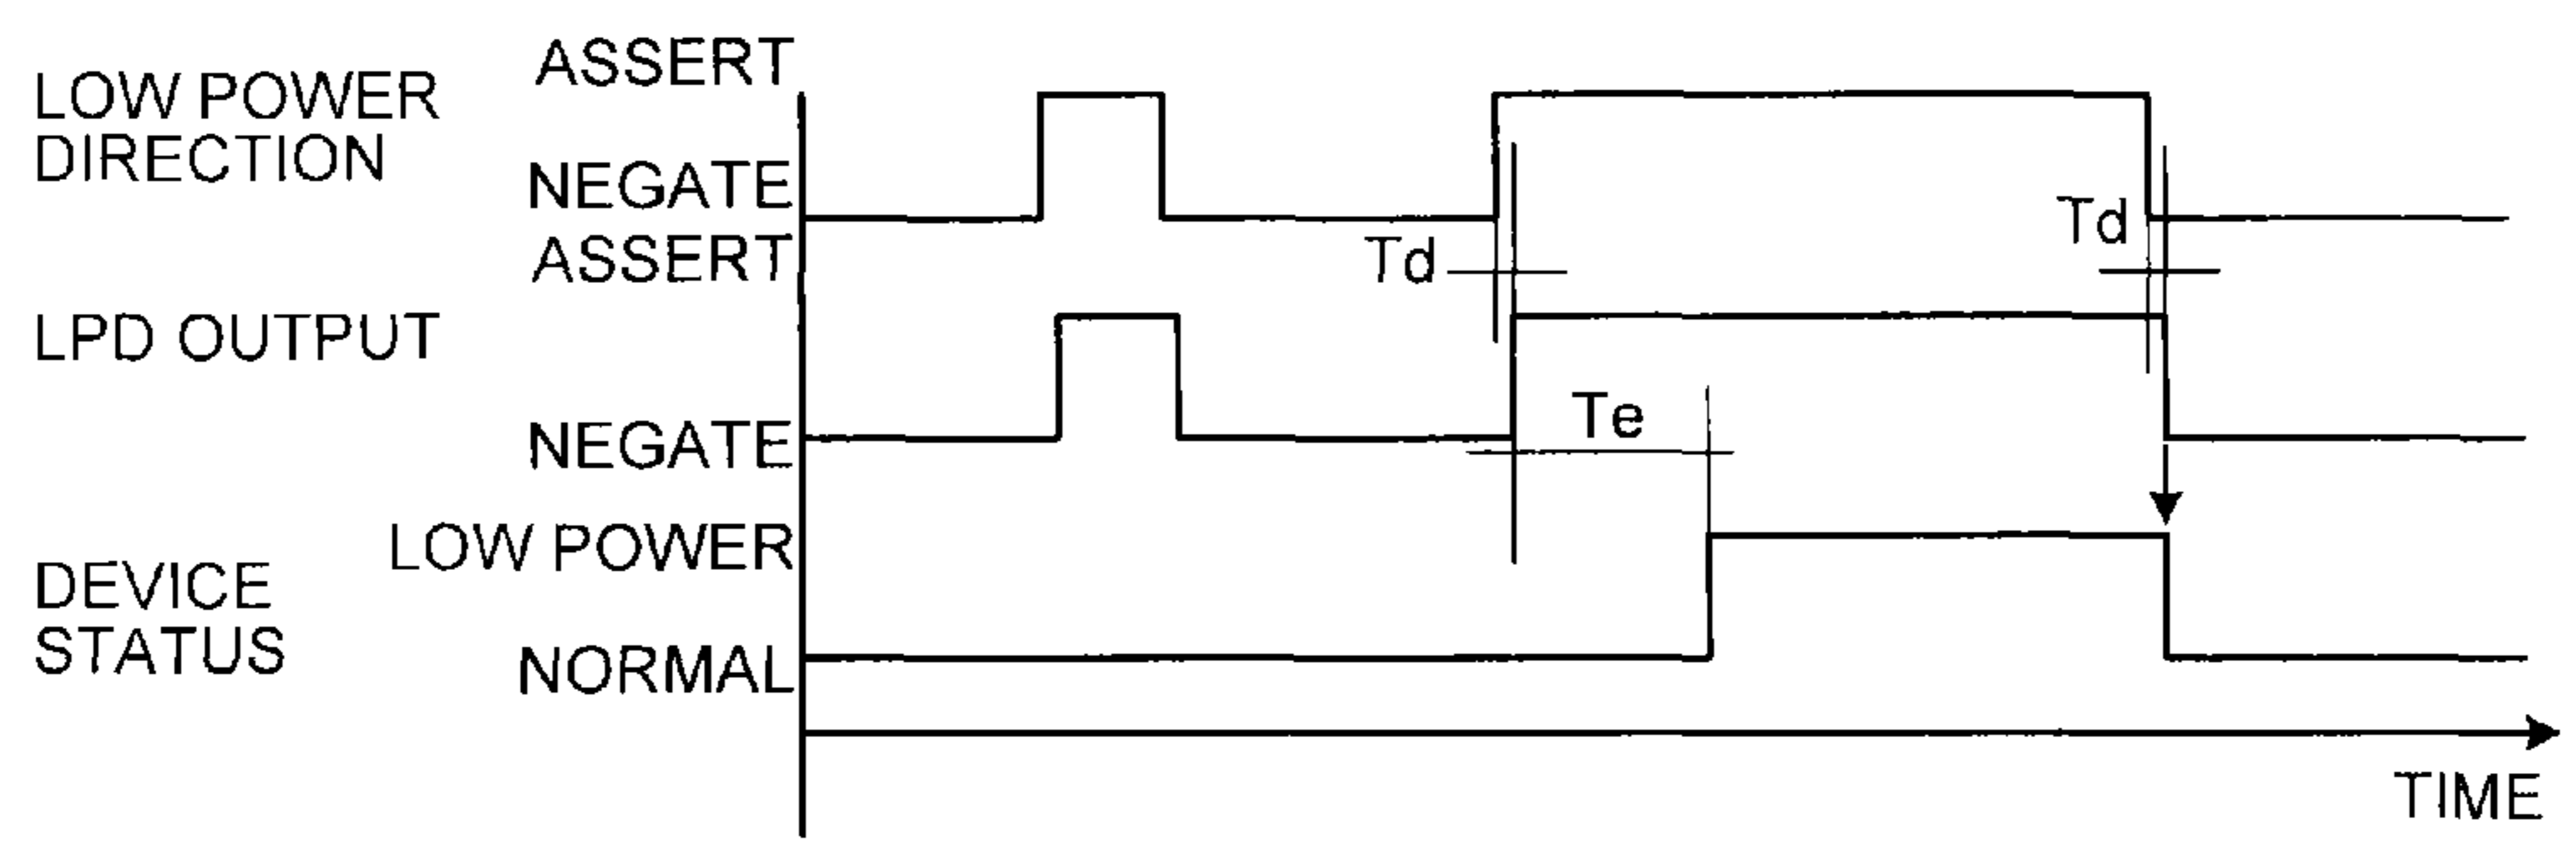 LOW POWER
DIRECTION
ASSERT
NEGATE
ASSERT
Td
Td
LPD OUTPUT
NEGATE
Te
LOW POWER
DEVICE
STATUS
NORMAL
TIME